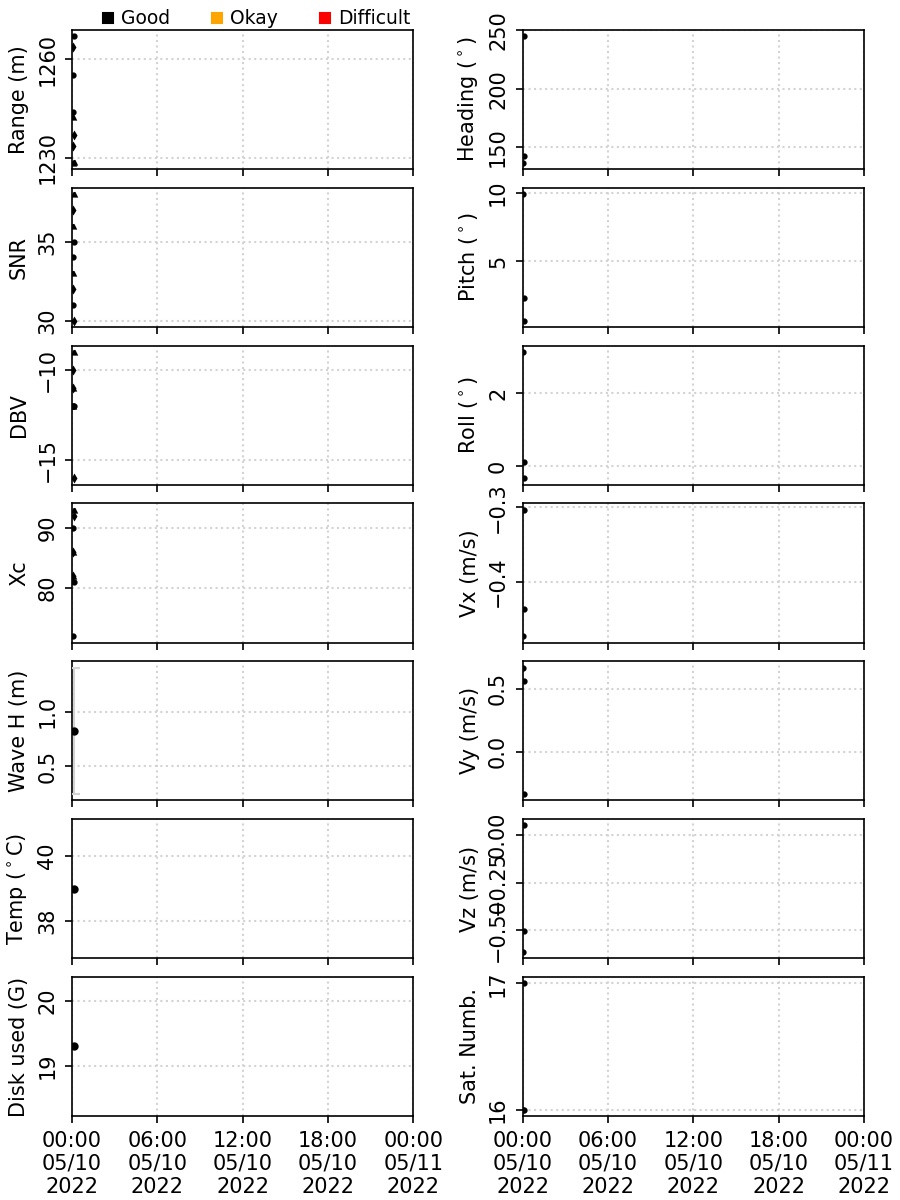 Good Okay Difficult
Range (m)
1260
1230
Heading (°)
250
200
150
SNR
35
30
Pitch (°)
10
5
DBV
−10
−15
Roll (°)
2
0
Xc
90
80
Vx (m/s)
−0.3
−0.4
Wave H (m)
1.0
0.5
Vy (m/s)
0.5
0.0
Temp (°C)
40
38
Vz (m/s)
0.00
−0.25
−0.50
Disk used (G)
20
19
Sat. Numb.
17
16
00:00 06:00 12:00 18:00 00:00
05/10 05/10 05/10 05/10 05/11
2022 2022 2022 2022 2022
00:00 06:00 12:00 18:00 00:00
05/10 05/10 05/10 05/10 05/11
2022 2022 2022 2022 2022